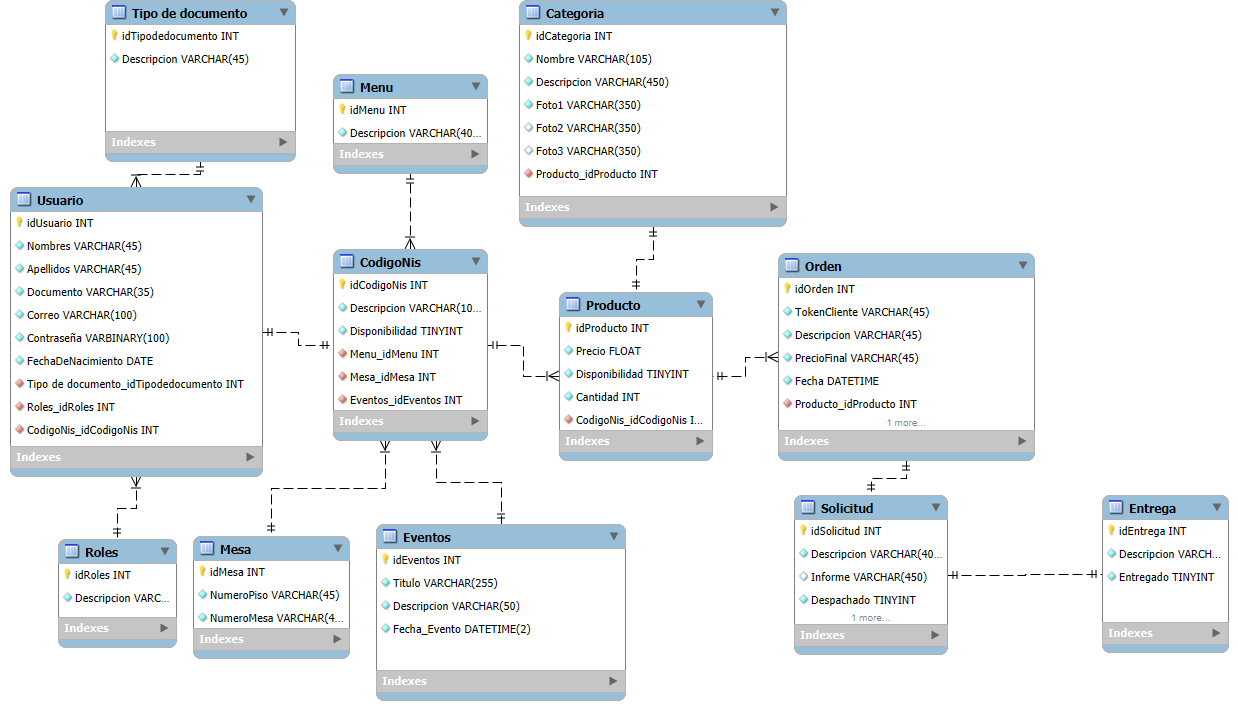 Tipo de documento
idTipodedocumento INT
Descripcion VARCHAR(45)
Indexes
Categoria
idCategoria INT
Nombre VARCHAR(105)
Descripcion VARCHAR(450)
Foto1 VARCHAR(350)
Foto2 VARCHAR(350)
Foto3 VARCHAR(350)
Producto_idProducto INT
Indexes
Menu
idMenu INT
Descripcion VARCHAR(40...
Indexes
Usuario
idUsuario INT
Nombres VARCHAR(45)
Apellidos VARCHAR(45)
Documento VARCHAR(35)
Correo VARCHAR(100)
Contraseña VARBINARY(100)
FechaDeNacimiento DATE
Tipo de documento_idTipodedocumento INT
Roles_idRoles INT
CodigoNis_idCodigoNis INT
Indexes
CodigoNis
idCodigoNis INT
Descripcion VARCHAR(10...
Disponibilidad TINYINT
Menu_idMenu INT
Mesa_idMesa INT
Eventos_idEventos INT
Indexes
Producto
idProducto INT
Precio FLOAT
Disponibilidad TINYINT
Cantidad INT
CodigoNis_idCodigoNis I...
Indexes
Orden
idOrden INT
TokenCliente VARCHAR(45)
Descripcion VARCHAR(45)
PrecioFinal VARCHAR(45)
Fecha DATETIME
Producto_idProducto INT
1 more...
Indexes
Roles
idRoles INT
Descripcion VARC...
Indexes
Mesa
idMesa INT
NumeroPiso VARCHAR(45)
NumeroMesa VARCHAR(4...
Indexes
Eventos
idEventos INT
Titulo VARCHAR(255)
Descripcion VARCHAR(50)
Fecha_Evento DATETIME(2)
Indexes
Solicitud
idSolicitud INT
Descripcion VARCHAR(40...
Informe VARCHAR(450)
Despachado TINYINT
1 more...
Indexes
Entrega
idEntrega INT
Descripcion VARCH...
Entregado TINYINT
Indexes